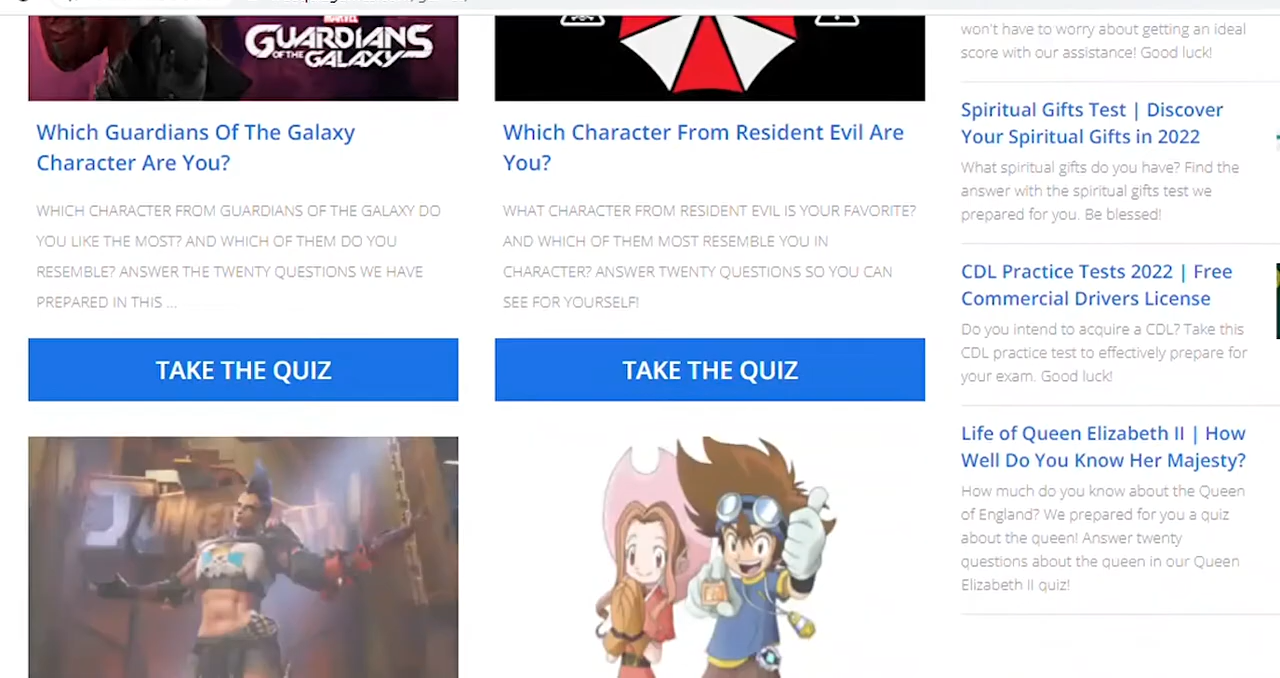 MARVEL
GUARDIANS
OF THE
GALAXY
Which Guardians Of The Galaxy
Character Are You?
WHICH CHARACTER FROM GUARDIANS OF THE GALAXY DO
YOU LIKE THE MOST? AND WHICH OF THEM DO YOU
RESEMBLE? ANSWER THE TWENTY QUESTIONS WE HAVE
PREPARED IN THIS ...
TAKE THE QUIZ
Which Character From Resident Evil Are
You?
WHAT CHARACTER FROM RESIDENT EVIL IS YOUR FAVORITE?
AND WHICH OF THEM MOST RESEMBLE YOU IN
CHARACTER? ANSWER TWENTY QUESTIONS SO YOU CAN
SEE FOR YOURSELF!
TAKE THE QUIZ
won't have to worry about getting an ideal
score with our assistance! Good luck!
Spiritual Gifts Test | Discover
Your Spiritual Gifts in 2022
What spiritual gifts do you have? Find the
answer with the spiritual gifts test we
prepared for you. Be blessed!
CDL Practice Tests 2022 | Free
Commercial Drivers License
Do you intend to acquire a CDL? Take this
CDL practice test to effectively prepare for
your exam. Good luck!
Life of Queen Elizabeth II | How
Well Do You Know Her Majesty?
How much do you know about the Queen
of England? We prepared for you a quiz
about the queen! Answer twenty
questions about the queen in our Queen
Elizabeth II quiz!